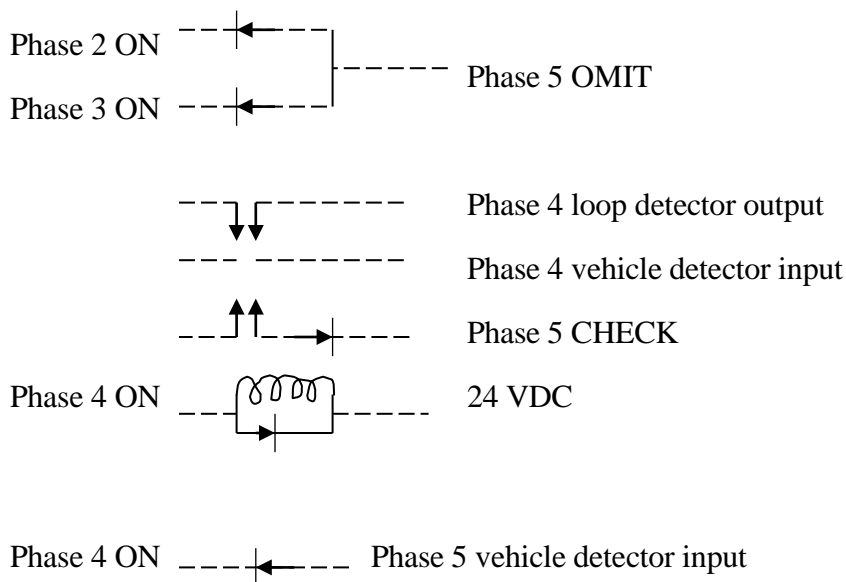 Phase 2 ON
Phase 5 OMIT
Phase 3 ON
Phase 4 loop detector output
Phase 4 vehicle detector input
Phase 5 CHECK
Phase 4 ON 24 VDC
Phase 4 ON Phase 5 vehicle detector input